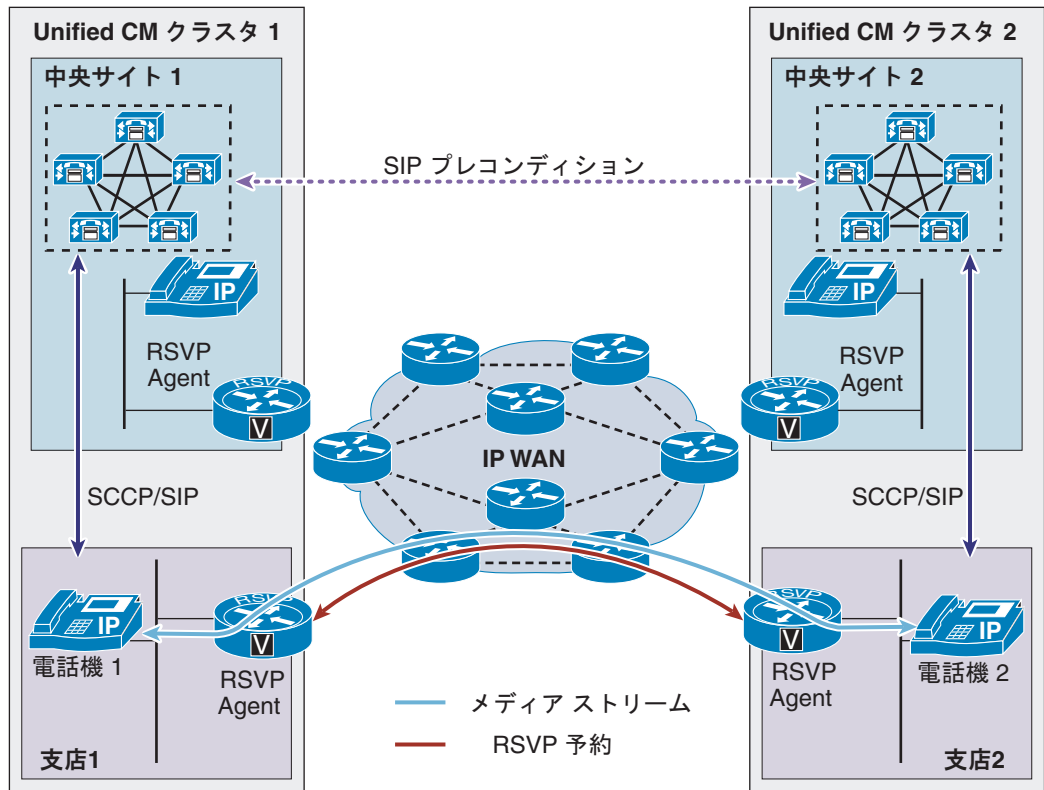 Unified CM クラスタ 1
中央サイト 1
IP
RSVP
Agent
RSVP
V
SCCP/SIP
IP
電話機 1
RSVP
V
RSVP
Agent
支店1
SIP プレコンディション
IP WAN
メディア ストリーム
RSVP 予約
Unified CM クラスタ 2
中央サイト 2
IP
RSVP
Agent
RSVP
V
SCCP/SIP
RSVP
V
RSVP
Agent
IP
電話機 2
支店2